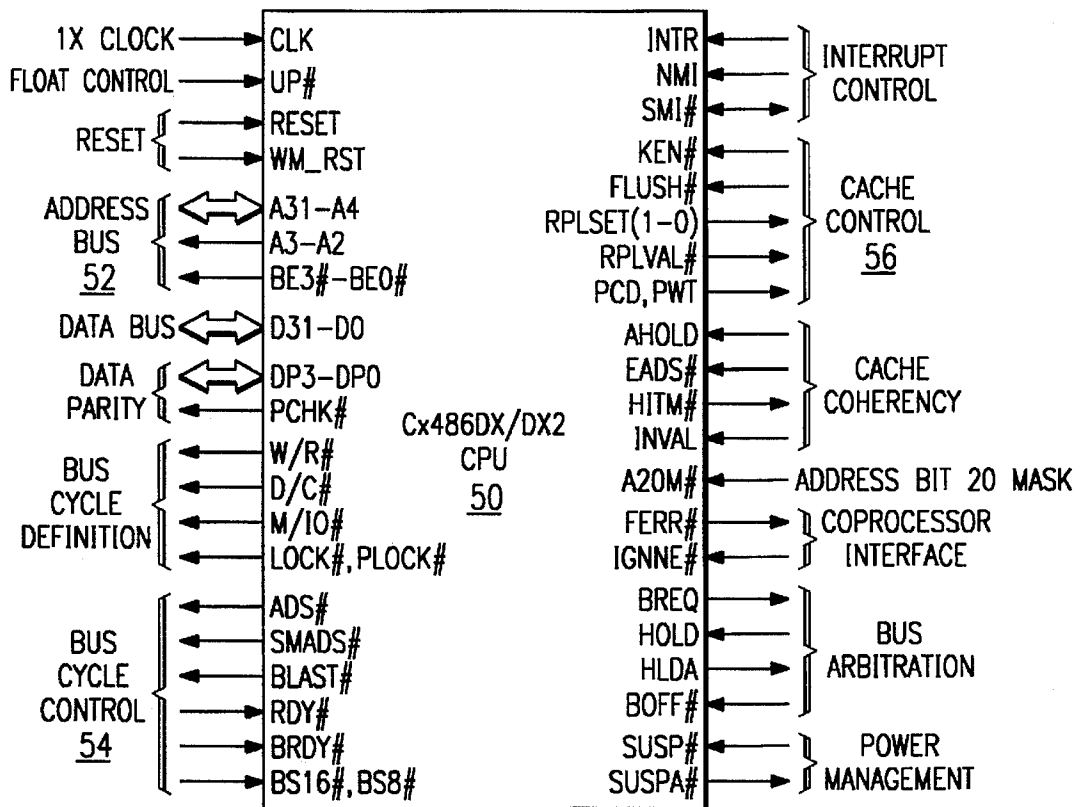 1X CLOCK
FLOAT CONTROL
RESET
ADDRESS
BUS
52
DATA BUS
DATA
PARITY
BUS
CYCLE
DEFINITION
BUS
CYCLE
CONTROL
54
CLK
UP#
RESET
WM_RST
A31-A4
A3-A2
BE3#-BE0#
D31-D0
DP3-DP0
PCHK#
W/R#
D/C#
M/IO#
LOCK#,PLOCK#
ADS#
SMADS#
BLAST#
RDY#
BRDY#
BS16#,BS8#
Cx486DX/DX2
CPU
50
INTR
NMI
SMI#
KEN#
FLUSH#
RPLSET(1-0)
RPLVAL#
PCD,PWT
AHOLD
EADS#
HITM#
INVAL
A20M#
FERR#
IGNNE#
BREQ
HOLD
HLDA
BOFF#
SUSP#
SUSPA#
INTERRUPT
CONTROL
CACHE
CONTROL
56
CACHE
COHERENCY
ADDRESS BIT 20 MASK
COPROCESSOR
INTERFACE
BUS
ARBITRATION
POWER
MANAGEMENT